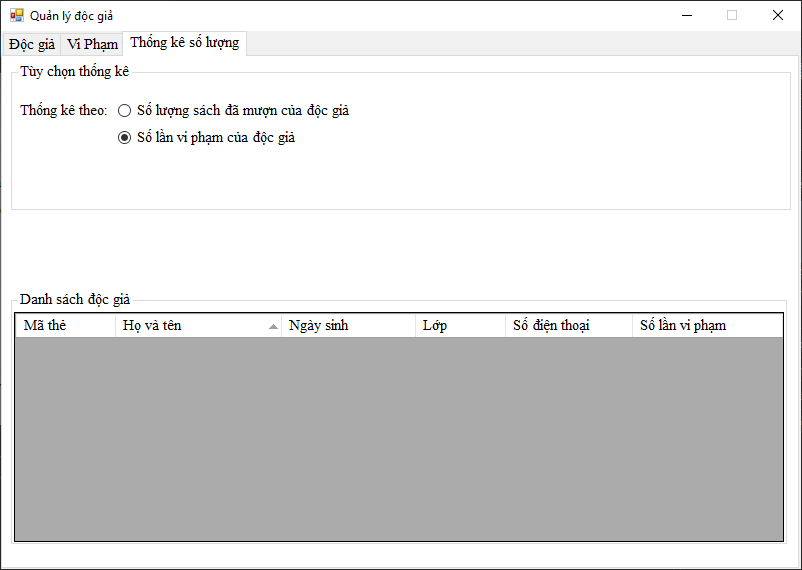 Quản lý độc giả
Độc giả Vi Phạm Thống kê số lượng
Tùy chọn thống kê
Thống kê theo: Số lượng sách đã mượn của độc giả
Số lần vi phạm của độc giả
Danh sách độc giả
Mã thẻ Họ và tên Ngày sinh Lớp Số điện thoại Số lần vi phạm